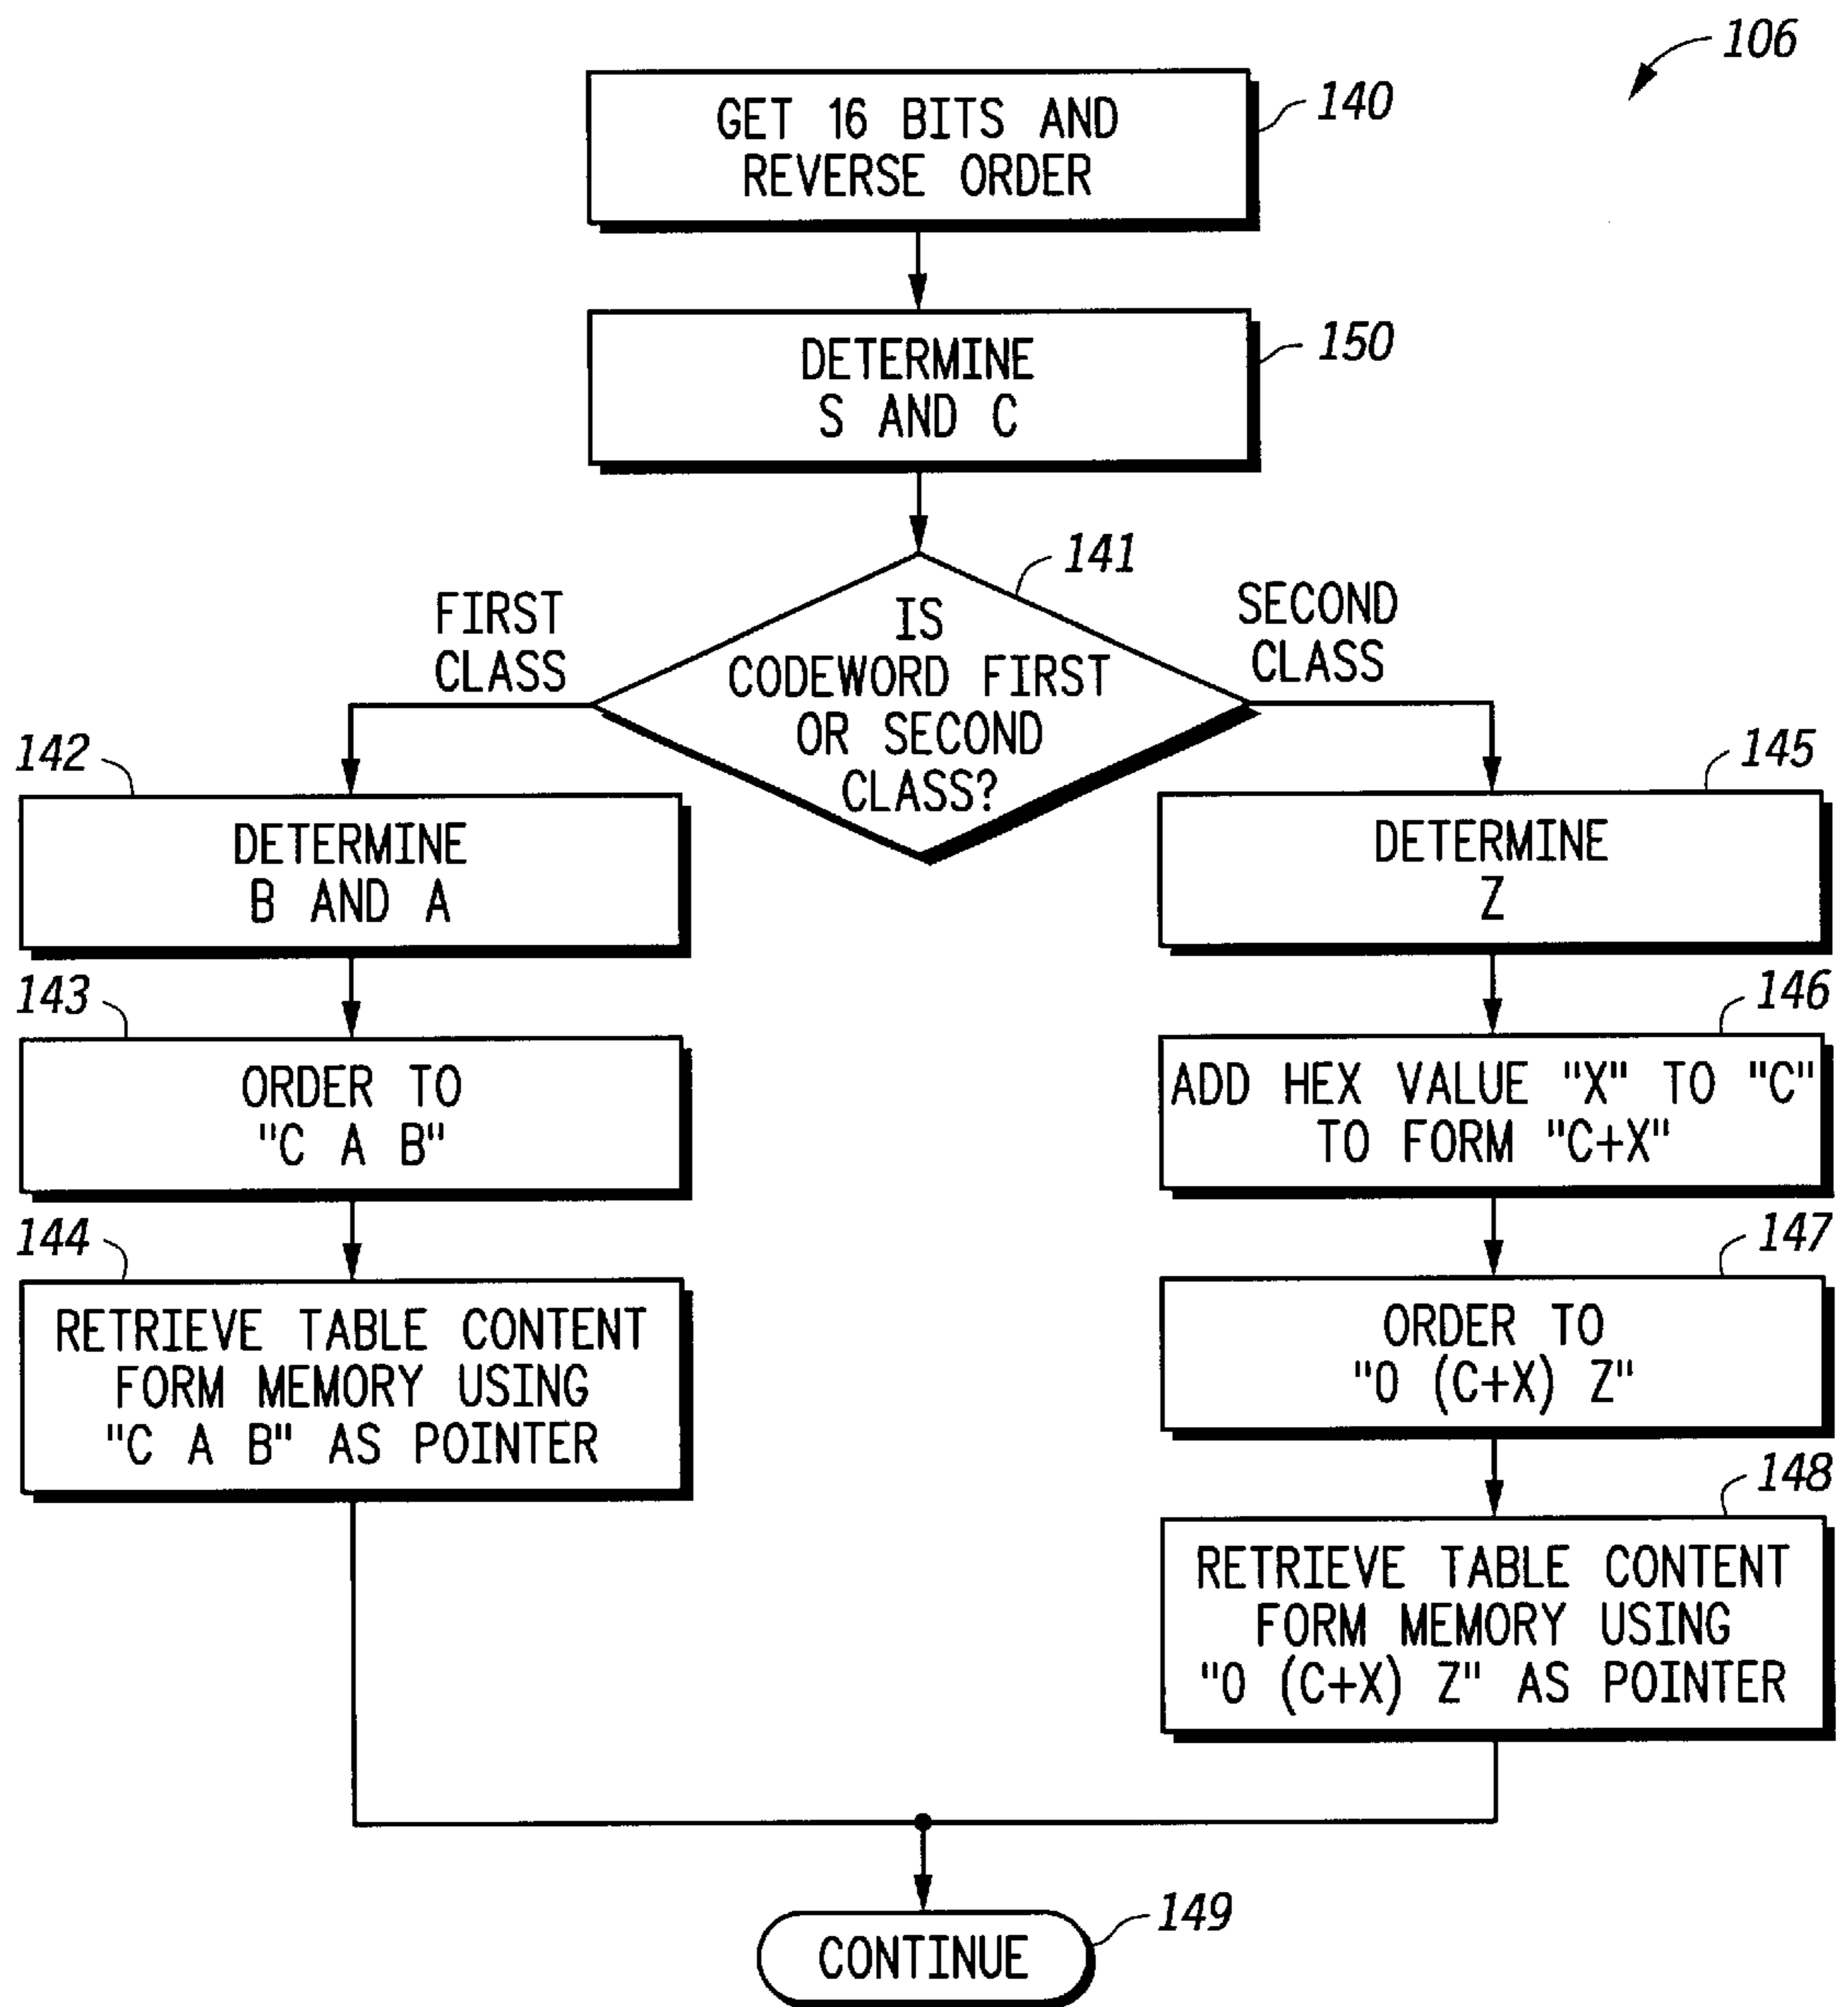 106
GET 16 BITS AND
REVERSE ORDER
140
DETERMINE
S AND C
150
141
IS
CODEWORD FIRST
OR SECOND
CLASS?
FIRST
CLASS
SECOND
CLASS
142
DETERMINE
B AND A
143
ORDER TO
"C A B"
144
RETRIEVE TABLE CONTENT
FORM MEMORY USING
"C A B" AS POINTER
145
DETERMINE
Z
146
ADD HEX VALUE "X" TO "C"
TO FORM "C+X"
147
ORDER TO
"0 (C+X) Z"
148
RETRIEVE TABLE CONTENT
FORM MEMORY USING
"0 (C+X) Z" AS POINTER
CONTINUE
149